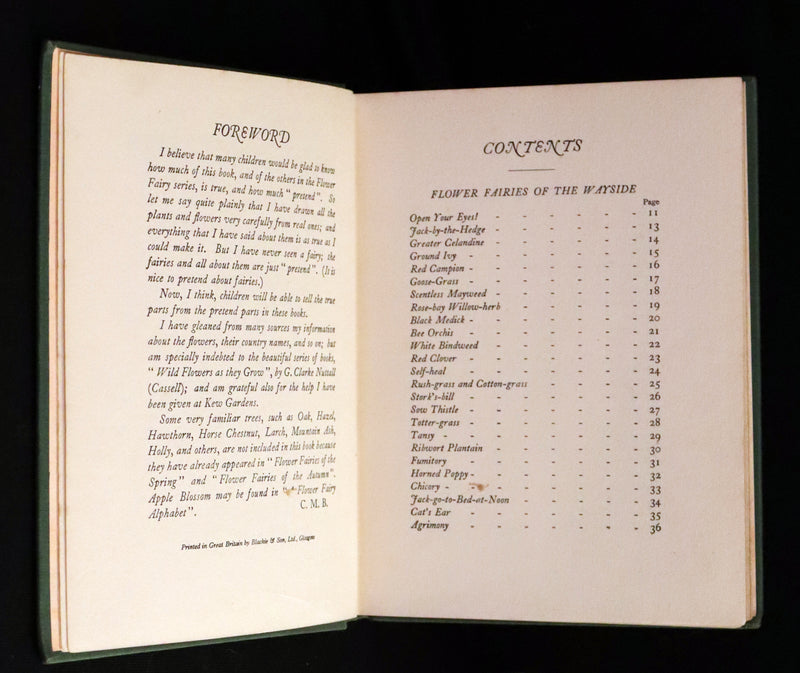 FOREWORD
I believe that many children would be glad to know
how much of this book, and of the others in the Flower
Fairy series, is true, and how much "pretend". So
let me say quite plainly that I have drawn all the
plants and flowers very carefully from real ones; and
everything that I have said about them is as true as I
could make it. But I have never seen a fairy; the
fairies and all about them are just "pretend". (It is
nice to pretend about fairies.)
Now, I think, children will be able to tell the true
parts from the pretend parts in these books.
I have gleaned from many sources my information
about the flowers, their country names, and so on; but
am specially indebted to the beautiful series of books,
"Wild Flowers as they Grow", by G. Clarke Nuttall
(Cassell); and am grateful also for the help I have
been given at Kew Gardens.
Some very familiar trees, such as Oak, Hazel,
Hawthorn, Horse Chestnut, Larch, Mountain Ash,
Holly, and others, are not included in this book because
they have already appeared in "Flower Fairies of the
Spring" and "Flower Fairies of the Autumn".
Apple Blossom may be found in "Flower Fairy
Alphabet".
C. M. B.
Printed in Great Britain by Blackie & Son, Ltd., Glasgow
CONTENTS
FLOWER FAIRIES OF THE WAYSIDE
Page
Open Your Eyes! - - - - - - 11
Jack-by-the-Hedge - - - - - - 13
Greater Celandine - - - - - - 14
Ground Ivy - - - - - - - 15
Red Campion - - - - - - - 16
Goose-Grass - - - - - - - 17
Scentless Mayweed - - - - - - 18
Rose-bay Willow-herb - - - - - 19
Black Medick - - - - - - - 20
Bee Orchis - - - - - - - 21
White Bindweed - - - - - - 22
Red Clover - - - - - - - 23
Self-heal - - - - - - - 24
Rush-grass and Cotton-grass - - - - 25
Stork's-bill - - - - - - - 26
Sow Thistle - - - - - - - 27
Totter-grass - - - - - - - 28
Tansy - - - - - - - - 29
Ribwort Plantain - - - - - - 30
Fumitory - - - - - - - 31
Horned Poppy - - - - - - - 32
Chicory - - - - - - - - 33
Jack-go-to-Bed-at-Noon - - - - - 34
Cat's Ear - - - - - - - 35
Agrimony - - - - - - - 36